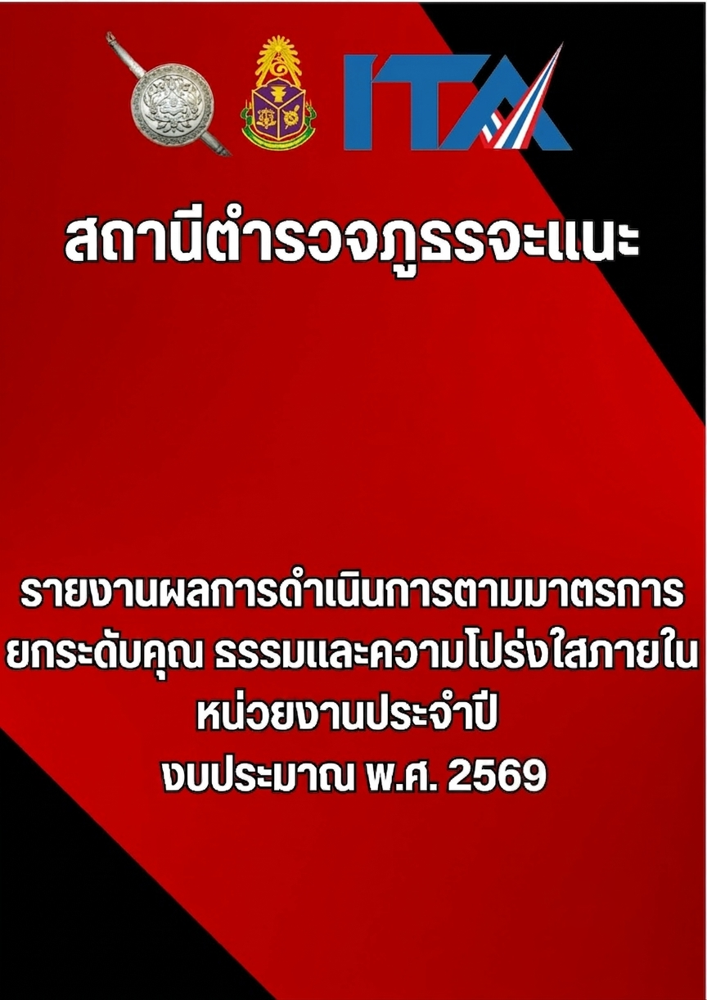 ITA
สถานีตำรวจภูธรจะแนะ
รายงานผลการดำเนินการตามมาตรการ
ยกระดับคุณ ธรรมและความโปร่งใสภายใน
หน่วยงานประจำปี
งบประมาณ พ.ศ. 2569